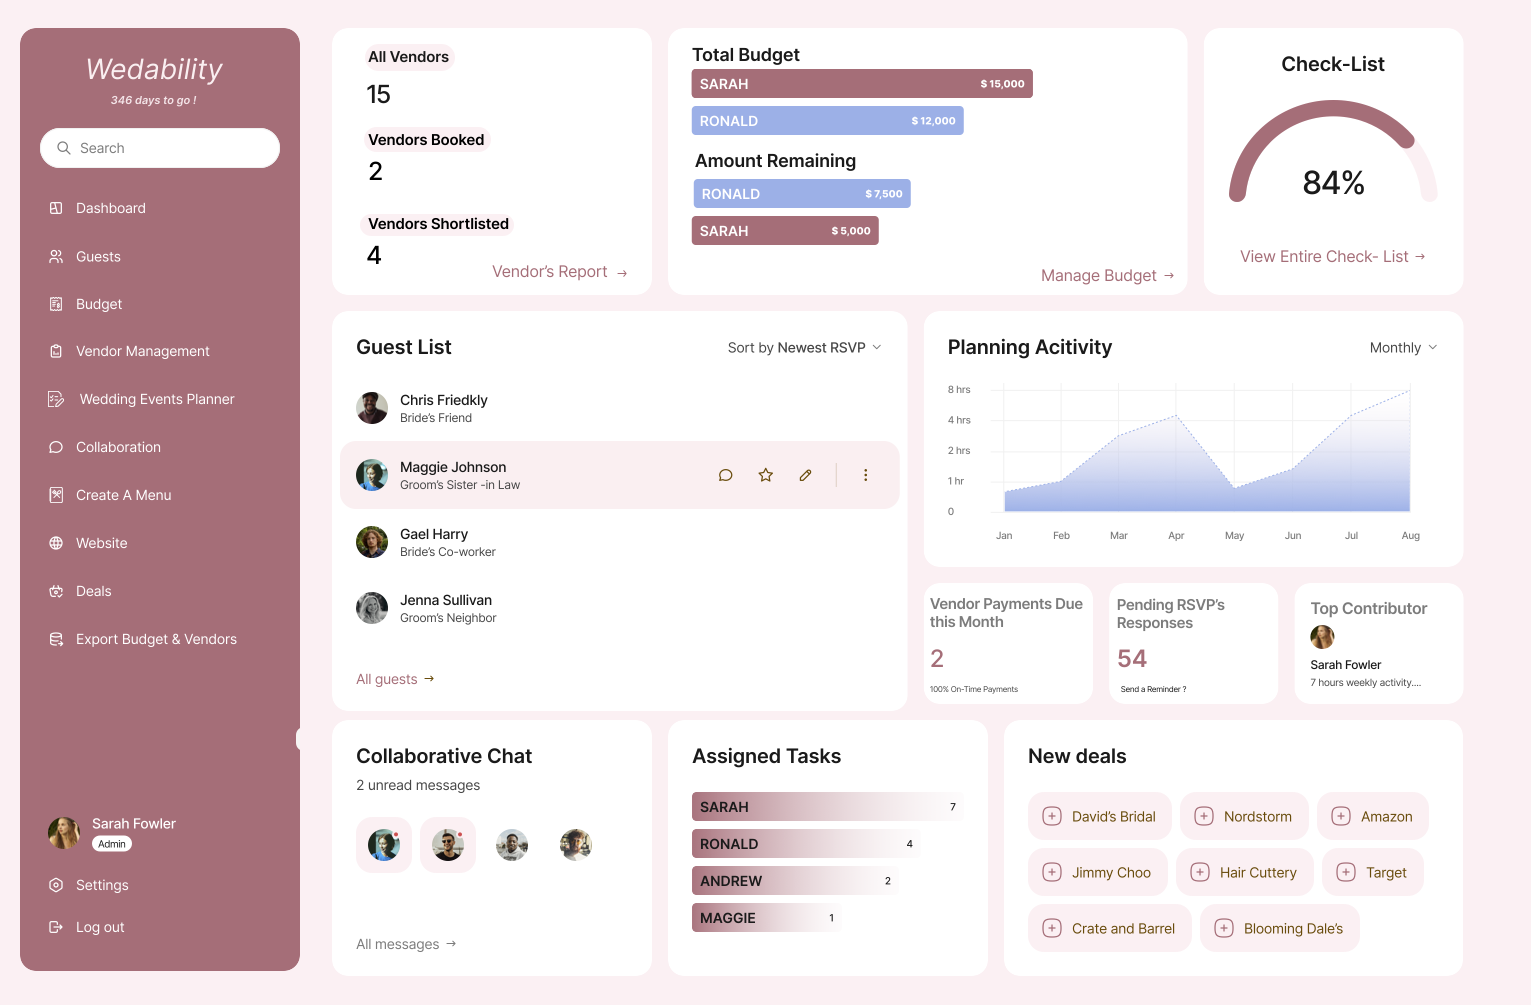 Wedability
346 days to go !
Search
Dashboard
Guests
Budget
Vendor Management
Wedding Events Planner
Collaboration
Create A Menu
Website
Deals
Export Budget & Vendors
Sarah Fowler
Admin
Settings
Log out
All Vendors
15
Vendors Booked
2
Vendors Shortlisted
4
Vendor's Report →
Total Budget
SARAH $ 15,000
RONALD $ 12,000
Amount Remaining
RONALD $ 7,500
SARAH $ 5,000
Manage Budget →
Check-List
84%
View Entire Check- List →
Guest List
Sort by Newest RSVP
Chris Friedkly
Bride's Friend
Maggie Johnson
Groom's Sister -in Law
Gael Harry
Bride's Co-worker
Jenna Sullivan
Groom's Neighbor
All guests →
Planning Acitivity
Monthly
8 hrs
4 hrs
2 hrs
1 hr
0
Jan Feb Mar Apr May Jun Jul Aug
Vendor Payments Due
this Month
2
100% On-Time Payments
Pending RSVP's
Responses
54
Send a Reminder ?
Top Contributor
Sarah Fowler
7 hours weekly activity....
Collaborative Chat
2 unread messages
All messages →
Assigned Tasks
SARAH 7
RONALD 4
ANDREW 2
MAGGIE 1
New deals
David's Bridal
Nordstorm
Amazon
Jimmy Choo
Hair Cuttery
Target
Crate and Barrel
Blooming Dale's